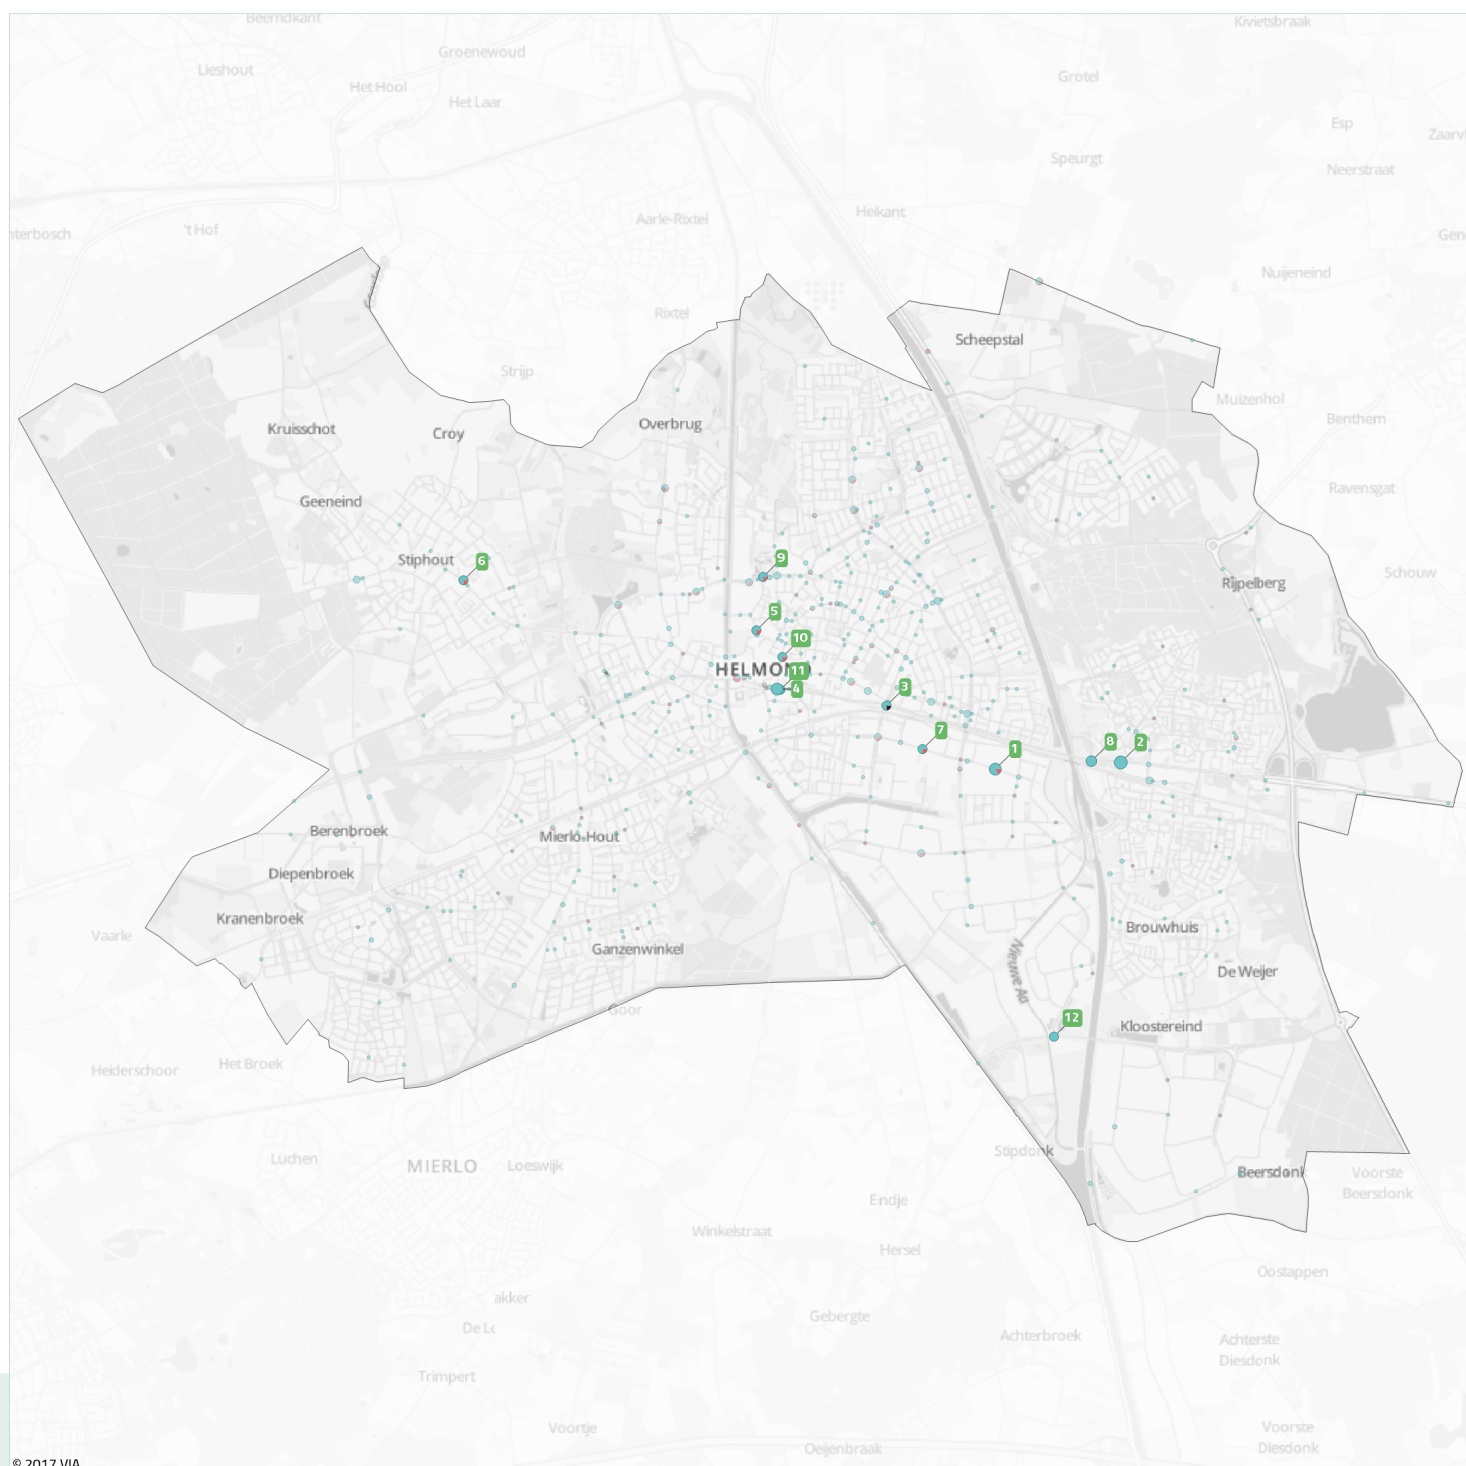 Beemdkant
Kivietsbraak
Groenewoud
Lieshout
Grotel
Het Hool
Het Laar
Esp
Speurgt
Neerstraat
Aarle-Rixtel
Heikant
't Hof
Nuijeneind
Rixtel
Scheepstal
Strijp
Muizenhol
Benthem
Kruisschot
Croy
Overbrug
Geeneind
Ravensgat
Stiphout
6
9
Schouw
Rijpelberg
5
10
HELMOND
11
4
3
7
1
8
2
Berenbroek
Mierlo-Hout
Diepenbroek
Kranenbroek
Vaarle
Brouwhuis
Ganzenwinkel
Nieuwe Aa
De Weijer
Goor
12
Kloostereind
Het Broek
Heiderschoor
Stipdonk
Luchen
MIERLO
Loeswijk
Beersdonk
Voorste
Beersdonk
Eindje
Winkelstraat
Hersel
Oostappen
akker
Gebergte
De Lo
Achterbroek
Achterste
Diesdonk
Trimpert
Voortje
Voorste
Diesdonk
Oeijenbraak
© 2017 VIA